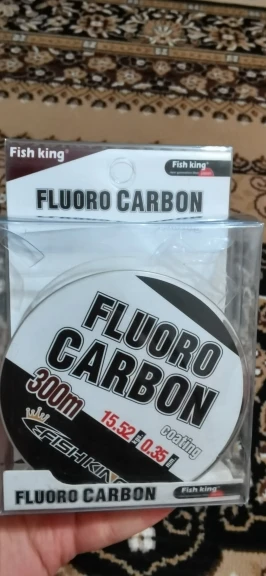 Fish king
Fish king
FLUORO CARBON
FLUORO
CARBON
300m
15.52
0.35
coating
FISH KING
FLUORO CARBON
Fish king